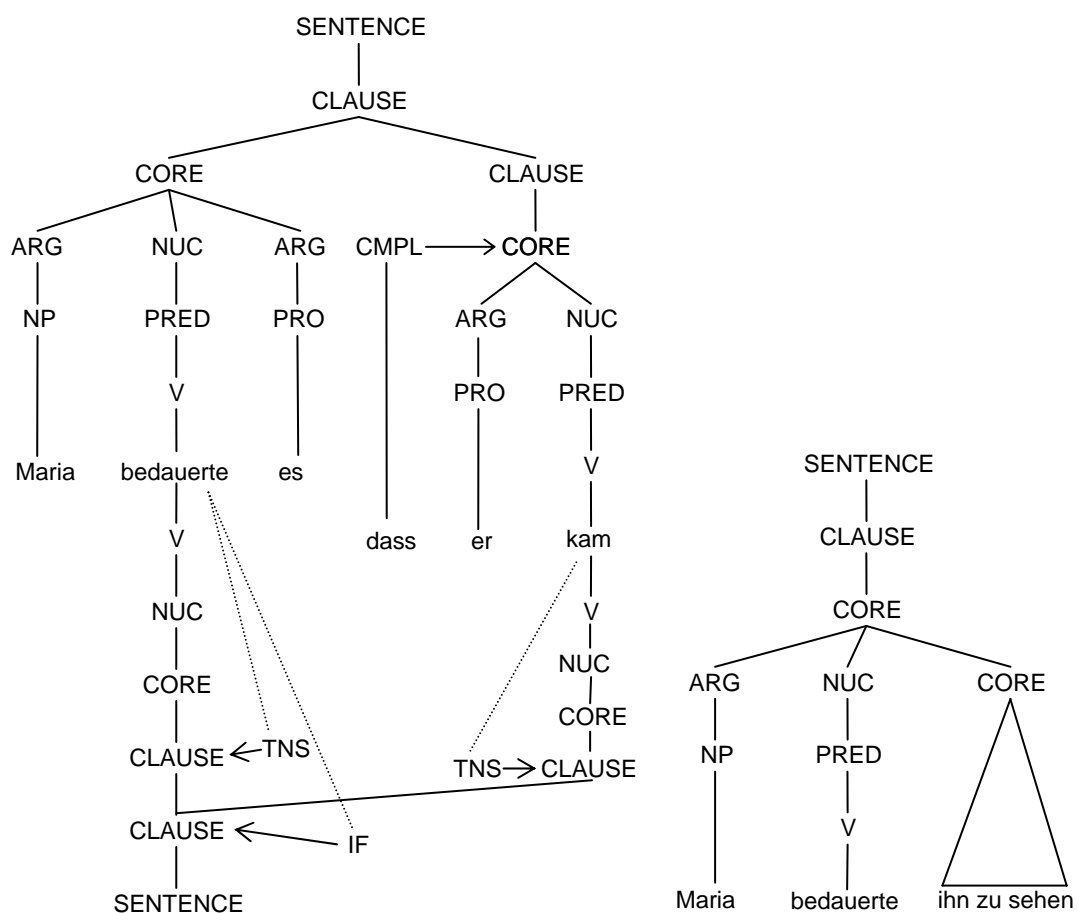 SENTENCE
CLAUSE
CORE CLAUSE
ARG NUC ARG CMPL CORE
NP PRED PRO ARG NUC
V PRO PRED
Maria bedauerte es V
dass er kam
V
NUC V
NUC
CORE CORE
CLAUSE TNS TNS CLAUSE
CLAUSE IF
SENTENCE
SENTENCE
CLAUSE
CORE
ARG NUC CORE
NP PRED
V
Maria bedauerte ihn zu sehen